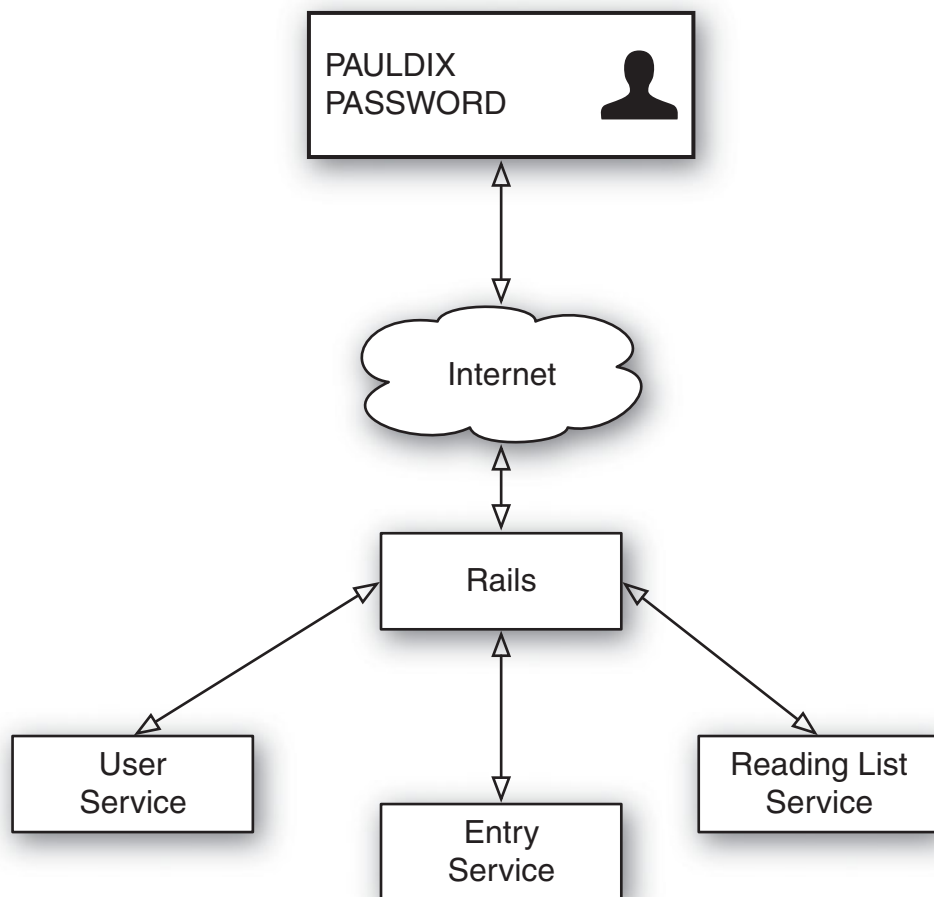 PAULDIX
PASSWORD
Internet
Rails
User
Service
Entry
Service
Reading List
Service